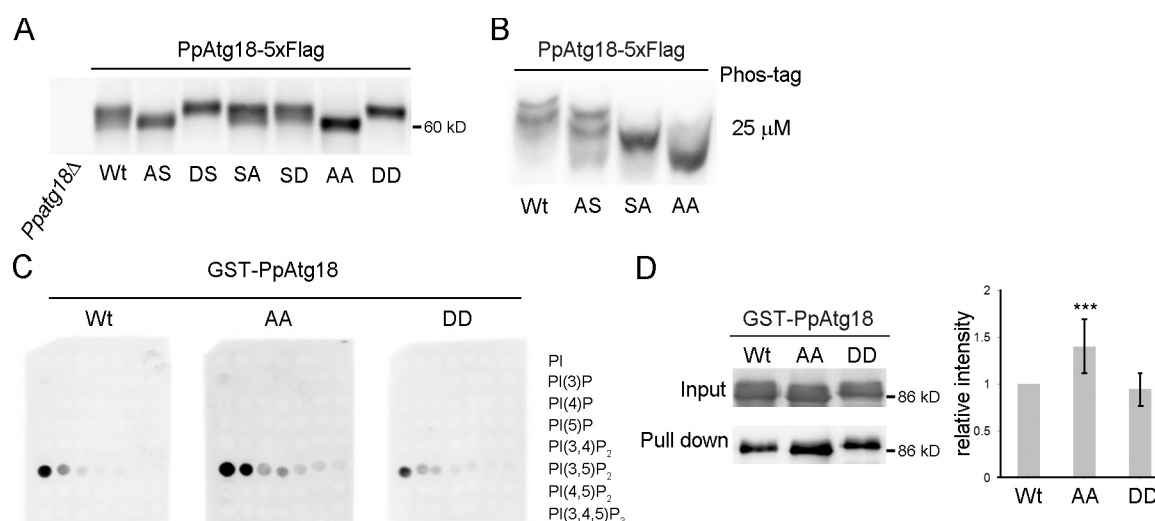 A
PpAtg18-5xFlag
60 kD
Ppatg18Δ
Wt AS DS SA SD AA DD
B
PpAtg18-5xFlag
Phos-tag
25 μM
Wt AS SA AA
C
GST-PpAtg18
Wt AA DD
PI
PI(3)P
PI(4)P
PI(5)P
PI(3,4)P₂
PI(3,5)P₂
PI(4,5)P₂
PI(3,4,5)P₃
D
GST-PpAtg18
Wt AA DD
Input
86 kD
Pull down
86 kD
relative intensity
2
1.5
1
0.5
0
***
Wt AA DD